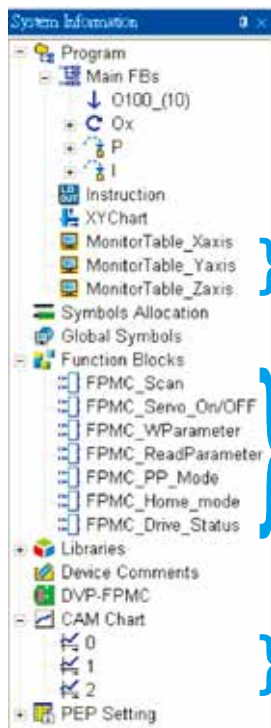 System Information
Program
Main FBs
O100_(10)
Ox
P
I
Instruction
XYChart
MonitorTable_Xaxis
MonitorTable_Yaxis
MonitorTable_Zaxis
Symbols Allocation
Global Symbols
Function Blocks
FPMC_Scan
FPMC_Servo_On/OFF
FPMC_WParameter
FPMC_ReadParameter
FPMC_PP_Mode
FPMC_Home_mode
FPMC_Drive_Status
Libraries
Device Comments
DVP-FPMC
CAM Chart
0
1
2
PEP Setting